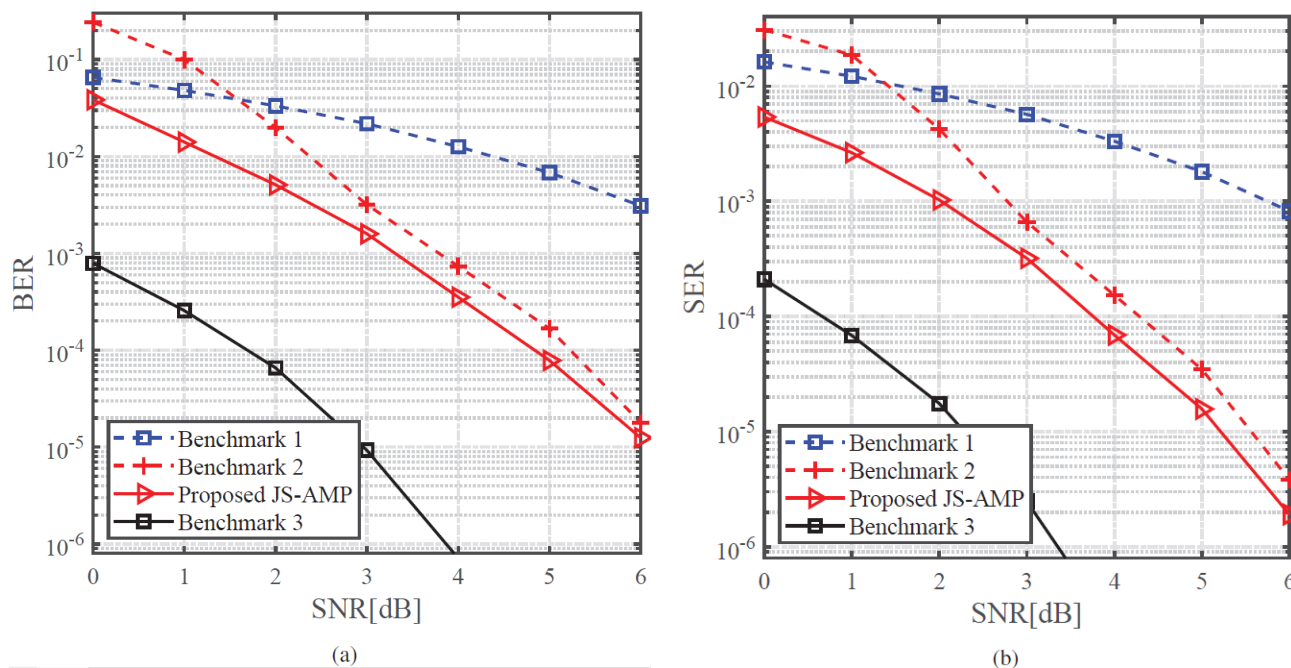 10^-1
10^-2
10^-3
10^-4
10^-5
10^-6
BER
Benchmark 1
Benchmark 2
Proposed JS-AMP
Benchmark 3
0 1 2 3 4 5 6
SNR[dB]
(a)
10^-2
10^-3
10^-4
10^-5
10^-6
SER
Benchmark 1
Benchmark 2
Proposed JS-AMP
Benchmark 3
0 1 2 3 4 5 6
SNR[dB]
(b)